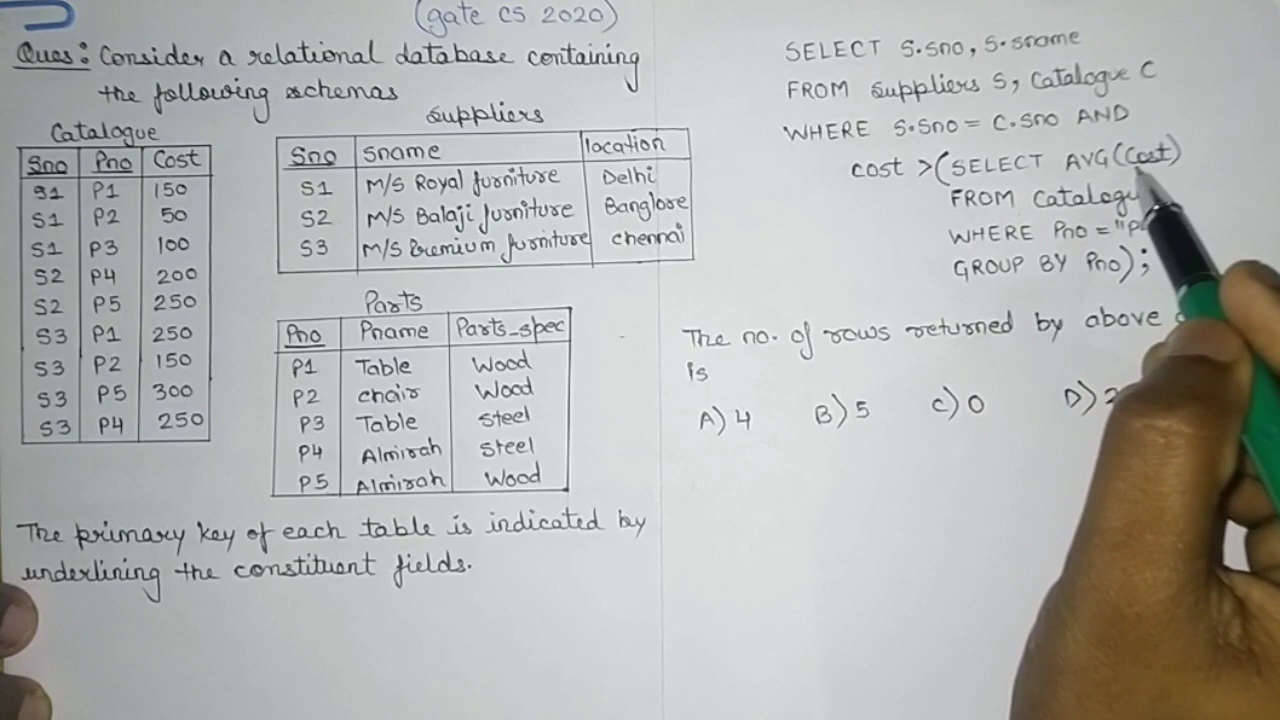 (gate CS 2020)
Ques: Consider a relational database containing
the following schemas
Catalogue
Sno Pno Cost
S1 P1 150
S1 P2 50
S1 P3 100
S2 P4 200
S2 P5 250
S3 P1 250
S3 P2 150
S3 P5 300
S3 P4 250
Suppliers
Sno Sname location
S1 M/S Royal furniture Delhi
S2 M/S Balaji furniture Banglore
S3 M/S Premium furniture chennai
Parts
Pno Pname Parts_spec
P1 Table Wood
P2 chair Wood
P3 Table Steel
P4 Almirah Steel
P5 Almirah Wood
The primary key of each table is indicated by
underlining the constituent fields.
SELECT S.Sno, S.Sname
FROM Suppliers S, Catalogue C
WHERE S.Sno = C.Sno AND
cost > (SELECT AVG(Cost)
FROM Catalogu
WHERE Pno = "P
GROUP BY Pno);
The no. of rows returned by above
is
A) 4 B) 5 C) 0 D)